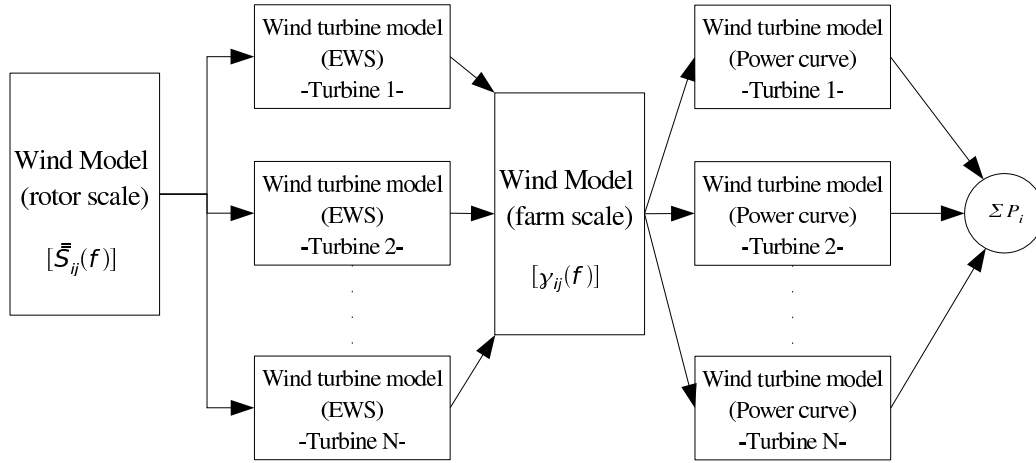 Wind Model
(rotor scale)
[S̿ᵢⱼ(f)]
Wind turbine model
(EWS)
-Turbine 1-
Wind turbine model
(EWS)
-Turbine 2-
Wind turbine model
(EWS)
-Turbine N-
Wind Model
(farm scale)
[γᵢⱼ(f)]
Wind turbine model
(Power curve)
-Turbine 1-
Wind turbine model
(Power curve)
-Turbine 2-
Wind turbine model
(Power curve)
-Turbine N-
Σ Pᵢ